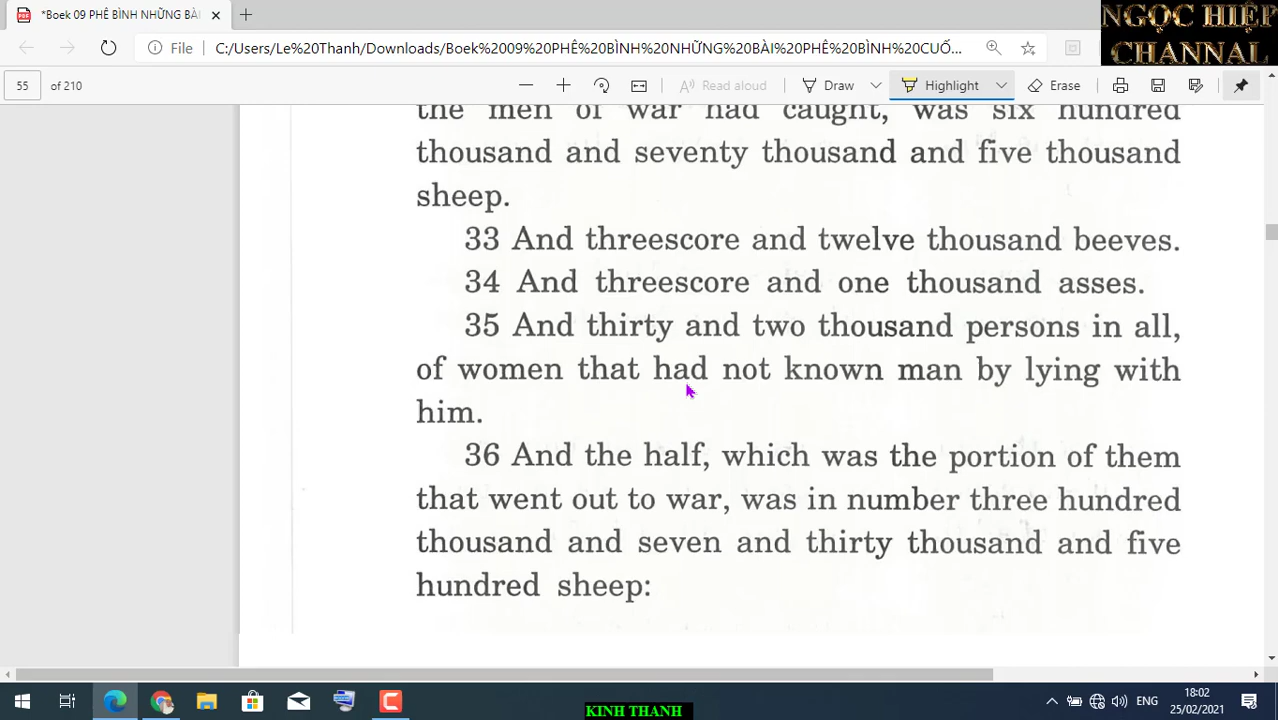 *Boek 09 PHÊ BÌNH NHỮNG BÀI
NGỌC HIỆP
CHANNAL
File
C:/Users/Le%20Thanh/Downloads/Boek%2009%20PHÊ%20BÌNH%20NHỮNG%20BÀI%20PHÊ%20BÌNH%20CUỐ...
55 of 210
Read aloud
Draw
Highlight
Erase
the men of war had caught, was six hundred
thousand and seventy thousand and five thousand
sheep.
33 And threescore and twelve thousand beeves.
34 And threescore and one thousand asses.
35 And thirty and two thousand persons in all,
of women that had not known man by lying with
him.
36 And the half, which was the portion of them
that went out to war, was in number three hundred
thousand and seven and thirty thousand and five
hundred sheep:
ENG
18:02
25/02/2021
KINH THANH